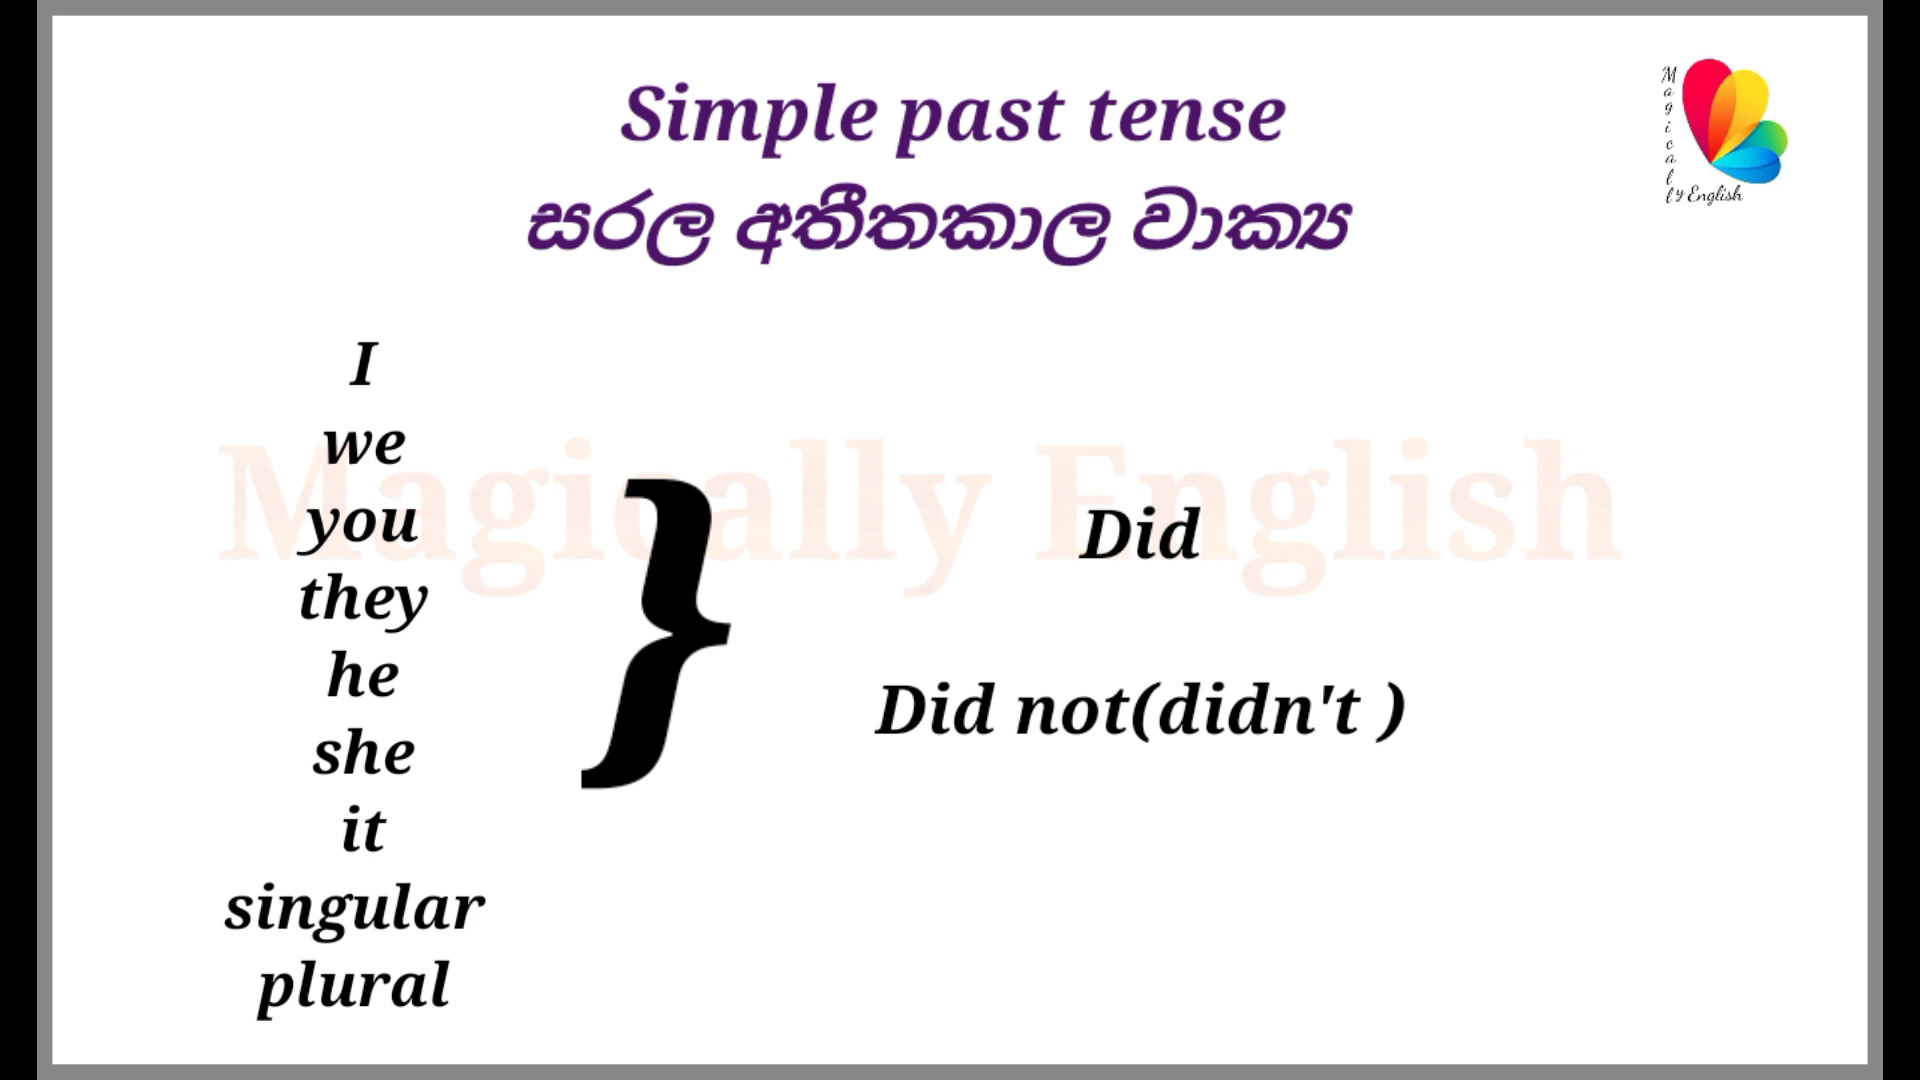 Simple past tense
සරල අතීතකාල වාක්‍ය
Magically English
I
we
you
they
he
she
it
singular
plural
}
Did
Did not(didn't )
Magically English